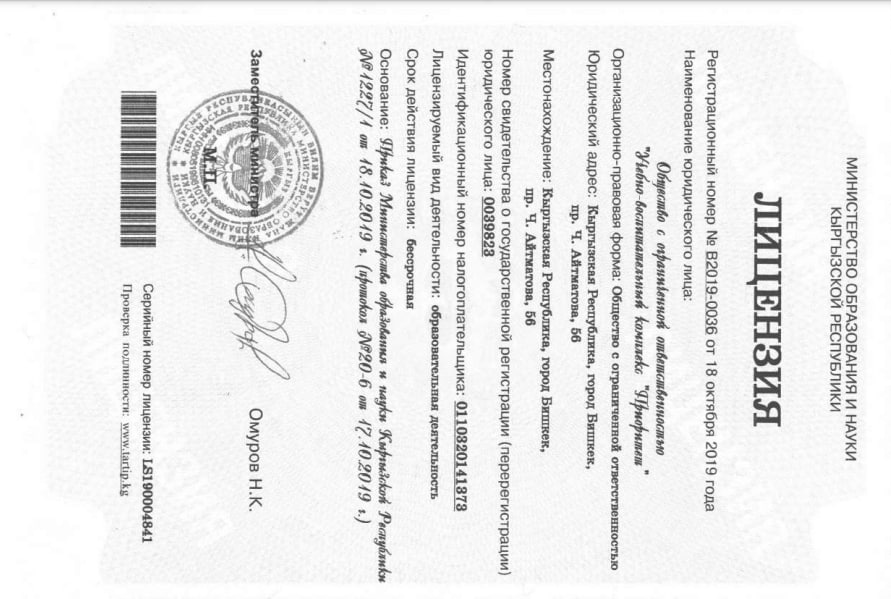 МИНИСТЕРСТВО ОБРАЗОВАНИЯ И НАУКИ
КЫРГЫЗСКОЙ РЕСПУБЛИКИ
ЛИЦЕНЗИЯ
Регистрационный номер № В2019-0036 от 18 октября 2019 года
Наименование юридического лица:
Общество с ограниченной ответственностью
"Учебно-воспитательный комплекс "Приоритет"
Организационно-правовая форма: Общество с ограниченной ответственностью
Юридический адрес: Кыргызская Республика, город Бишкек,
пр. Ч. Айтматова, 56
Местонахождение: Кыргызская Республика, город Бишкек,
пр. Ч. Айтматова, 56
Номер свидетельства о государственной регистрации (перерегистрации)
юридического лица: 0039823
Идентификационный номер налогоплательщика: 0110320141373
Лицензируемый вид деятельности: образовательная деятельность
Срок действия лицензии: бессрочная
Основание: Приказ Министерства образования и науки Кыргызской Республики
№1227/1 от 18.10.2019 г. (протокол №20-6 от 17.10.2019 г.)
Заместитель министра
Омуров Н.К.
М.П.
Серийный номер лицензии: LS190004841
Проверка подлинности: www.tartip.kg